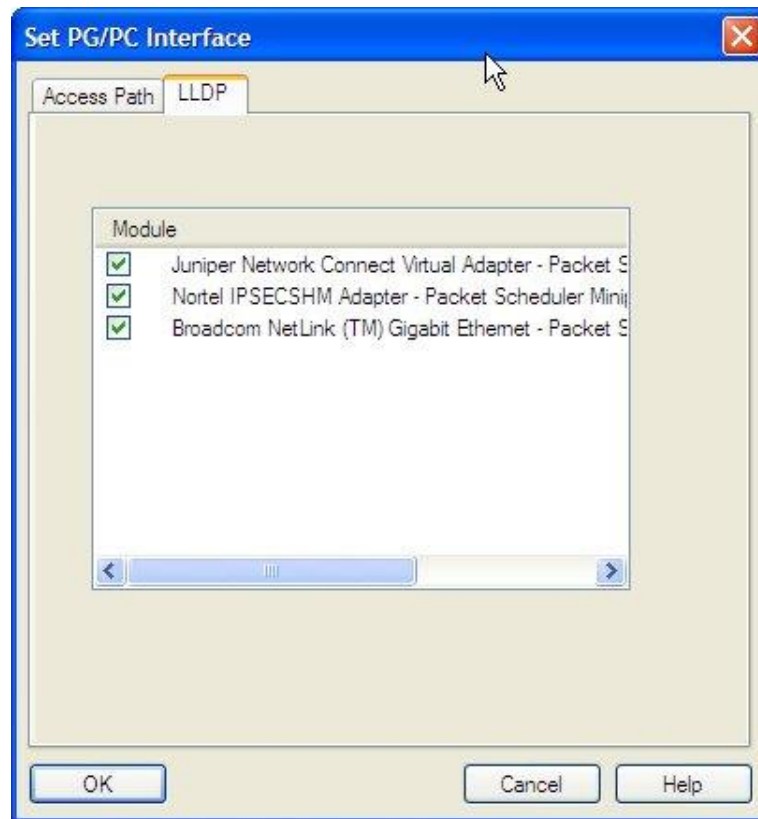 Set PG/PC Interface
Access Path LLDP
Module
Juniper Network Connect Virtual Adapter - Packet S
Nortel IPSECSHM Adapter - Packet Scheduler Mini
Broadcom NetLink (TM) Gigabit Ethernet - Packet S
OK Cancel Help